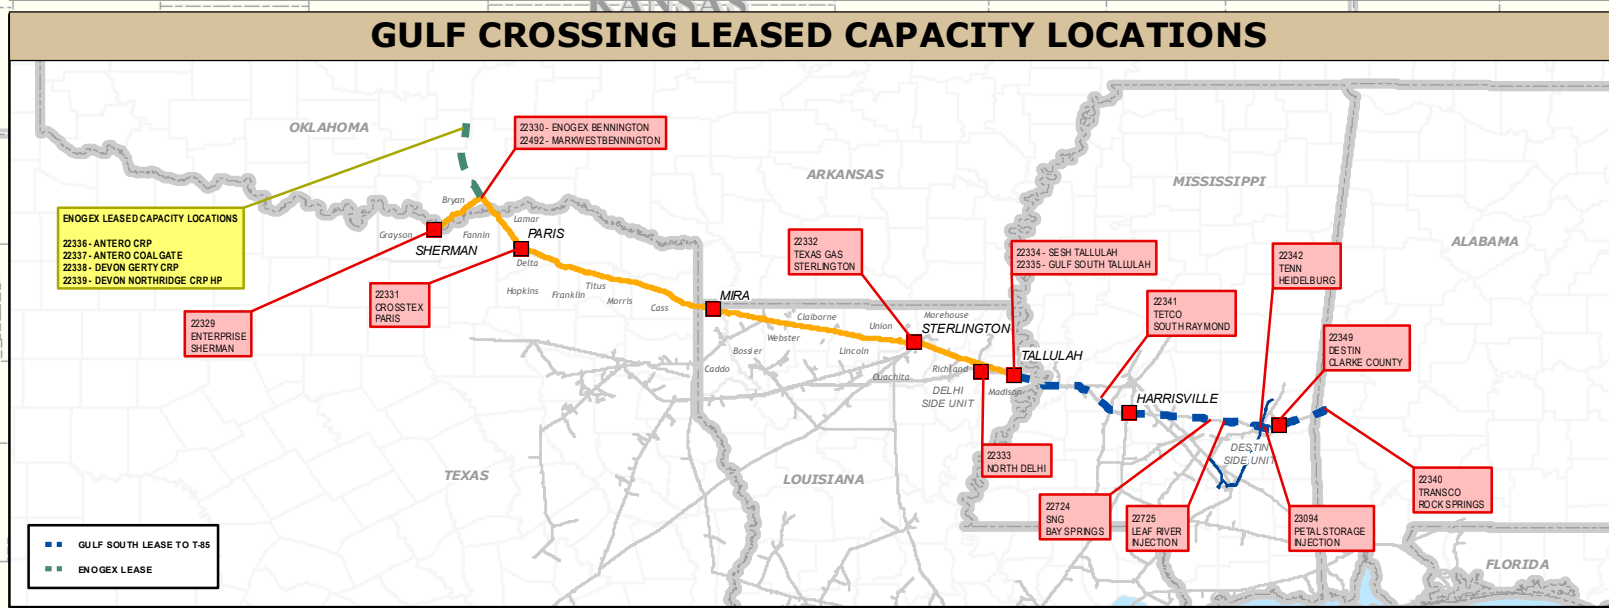 KANSAS
GULF CROSSING LEASED CAPACITY LOCATIONS
OKLAHOMA
22330 - ENOGEX BENNINGTON
22492 - MARKWESTBENNINGTON
ARKANSAS
MISSISSIPPI
ALABAMA
ENOGEX LEASED CAPACITY LOCATIONS
22336 - ANTERO CRP
22337 - ANTERO COALGATE
22338 - DEVON GERTY CRP
22339 - DEVON NORTHRIDGE CRP HP
Bryan
Grayson
Fannin
Lamar
SHERMAN
PARIS
Delta
Hopkins
Franklin
Titus
Morris
Cass
22329
ENTERPRISE
SHERMAN
22331
CROSSTEX
PARIS
MIRA
22332
TEXAS GAS
STERLINGTON
Caddo
Bossier
Webster
Claiborne
Lincoln
Union
Ouachita
Morehouse
STERLINGTON
Richland
Madison
DELHI
SIDE UNIT
22334 - SESH TALLULAH
22335 - GULF SOUTH TALLULAH
TALLULAH
22341
TETCO
SOUTH RAYMOND
22342
TENN
HEIDELBURG
22349
DESTIN
CLARKE COUNTY
HARRISVILLE
DESTIN
SIDE UNIT
22333
NORTH DELHI
TEXAS
LOUISIANA
22724
SNG
BAY SPRINGS
22725
LEAF RIVER
INJECTION
23094
PETAL STORAGE
INJECTION
22340
TRANSCO
ROCK SPRINGS
FLORIDA
GULF SOUTH LEASE TO T-85
ENOGEX LEASE